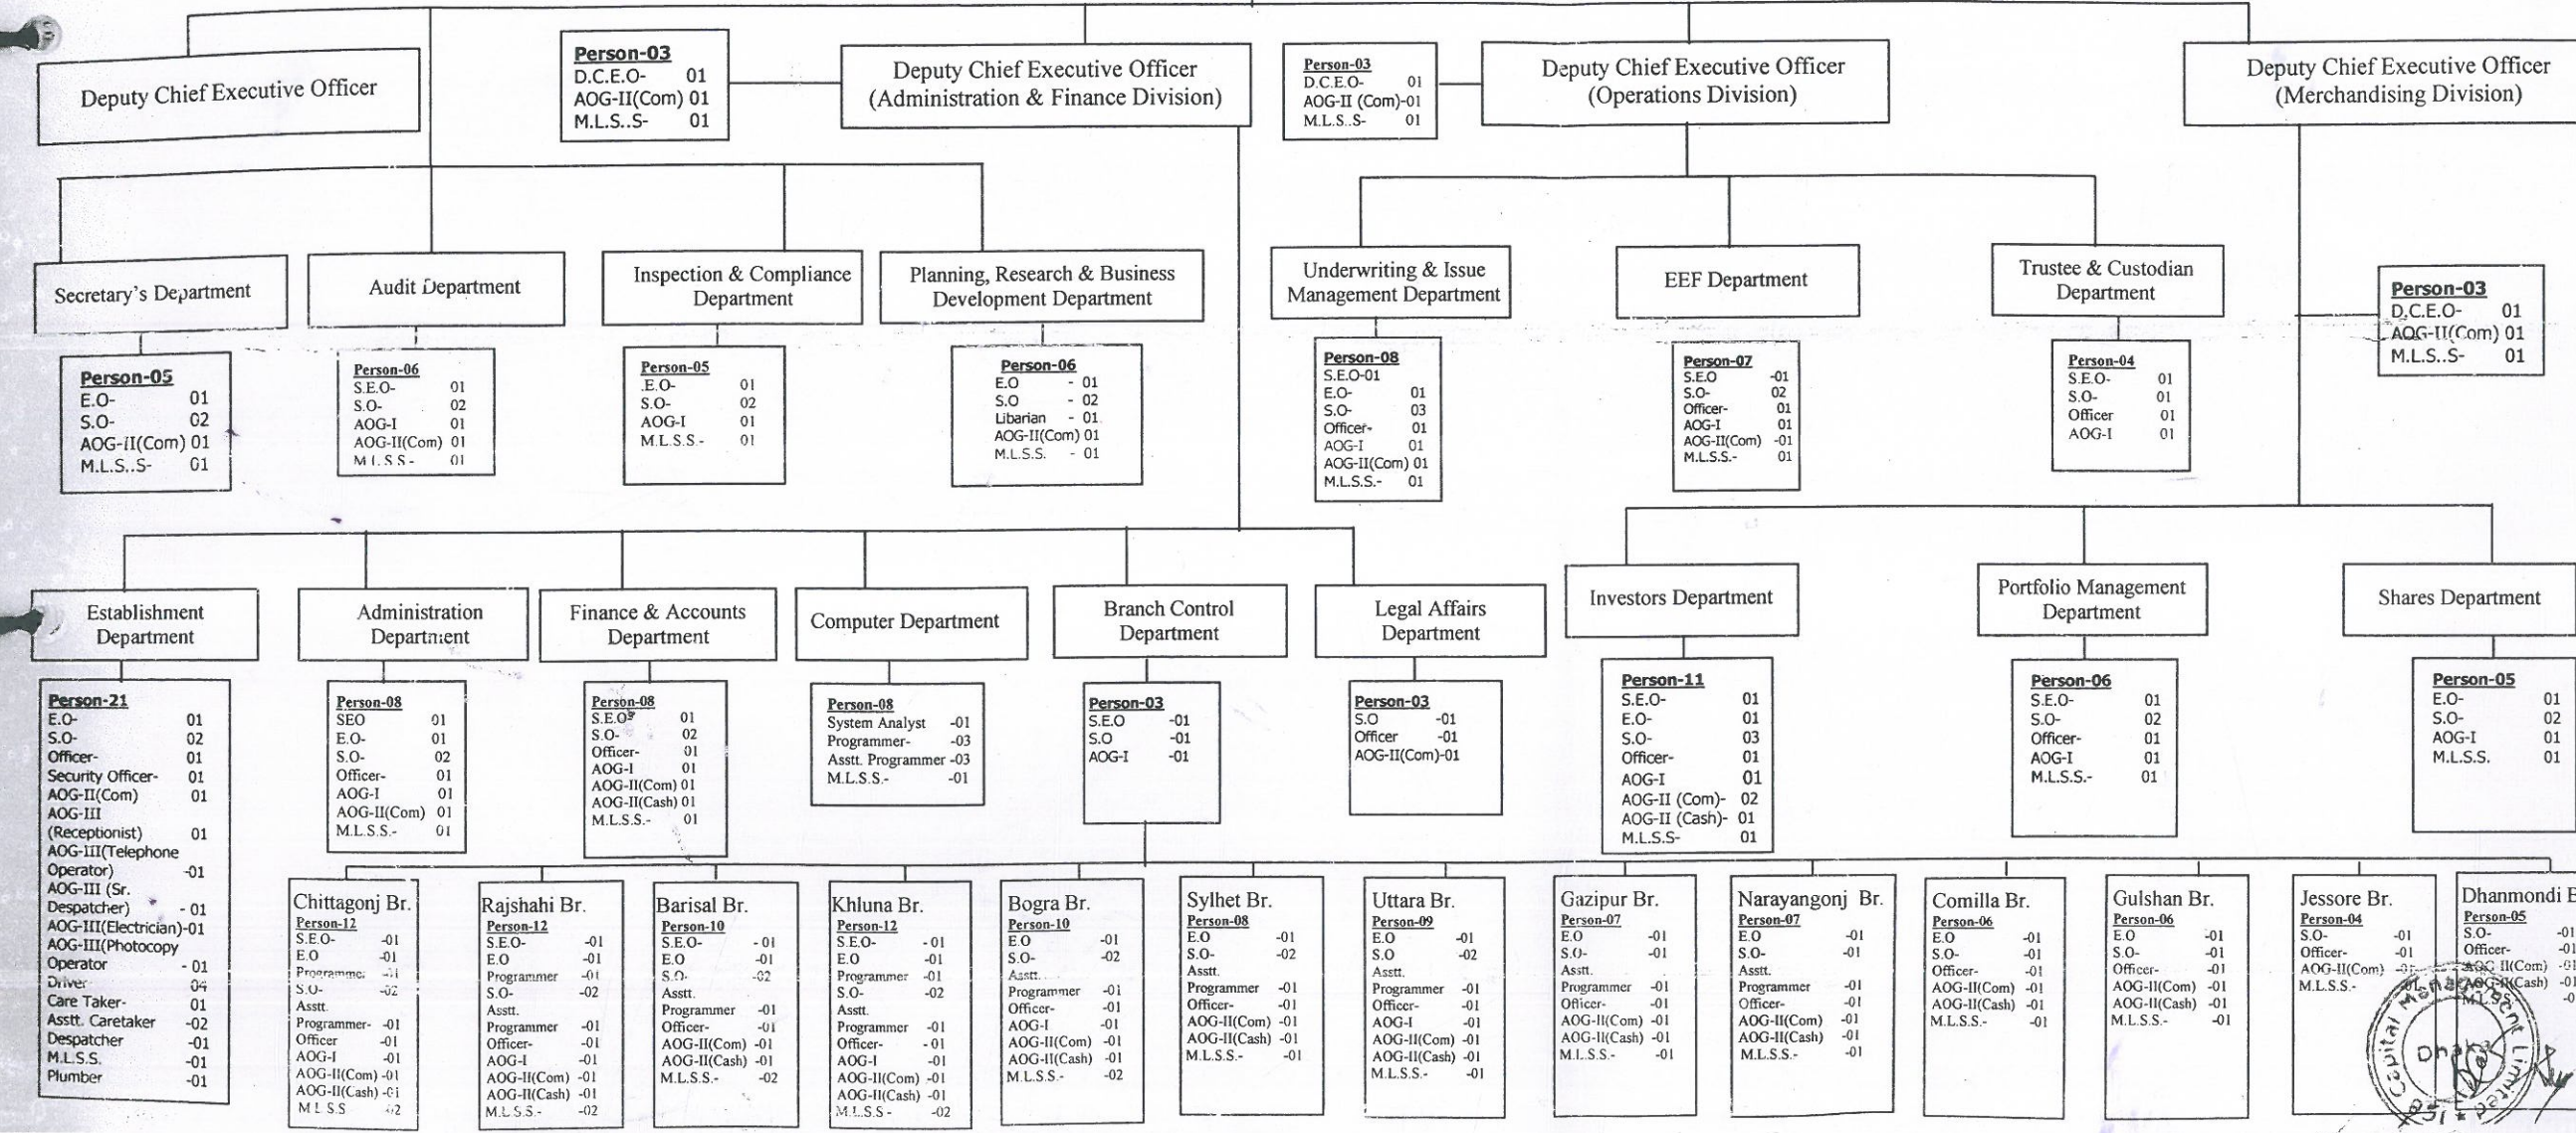 Deputy Chief Executive Officer
Person-03
D.C.E.O- 01
AOG-II(Com) 01
M.L.S..S- 01
Deputy Chief Executive Officer
(Administration & Finance Division)
Person-03
D.C.E.O- 01
AOG-II (Com)-01
M.L.S..S- 01
Deputy Chief Executive Officer
(Operations Division)
Deputy Chief Executive Officer
(Merchandising Division)
Secretary's Department
Audit Department
Inspection & Compliance
Department
Planning, Research & Business
Development Department
Underwriting & Issue
Management Department
EEF Department
Trustee & Custodian
Department
Person-03
D.C.E.O- 01
AOG-II(Com) 01
M.L.S..S- 01
Person-05
E.O- 01
S.O- 02
AOG-II(Com) 01
M.L.S..S- 01
Person-06
S.E.O- 01
S.O- 02
AOG-I 01
AOG-II(Com) 01
M.L.S.S- 01
Person-05
.E.O- 01
S.O- 02
AOG-I 01
M.L.S.S.- 01
Person-06
E.O - 01
S.O - 02
Libarian - 01
AOG-II(Com) 01
M.L.S.S. - 01
Person-08
S.E.O-01
E.O- 01
S.O- 03
Officer- 01
AOG-I 01
AOG-II(Com) 01
M.L.S.S.- 01
Person-07
S.E.O -01
S.O- 02
Officer- 01
AOG-I 01
AOG-II(Com) -01
M.L.S.S.- 01
Person-04
S.E.O- 01
S.O- 01
Officer 01
AOG-I 01
Establishment
Department
Administration
Department
Finance & Accounts
Department
Computer Department
Branch Control
Department
Legal Affairs
Department
Investors Department
Portfolio Management
Department
Shares Department
Person-21
E.O- 01
S.O- 02
Officer- 01
Security Officer- 01
AOG-II(Com) 01
AOG-III
(Receptionist) 01
AOG-III(Telephone
Operator) -01
AOG-III (Sr.
Despatcher) - 01
AOG-III(Electrician)-01
AOG-III(Photocopy
Operator - 01
Driver 04
Care Taker- 01
Asstt. Caretaker -02
Despatcher -01
M.L.S.S. -01
Plumber -01
Person-08
SEO 01
E.O- 01
S.O- 02
Officer- 01
AOG-I 01
AOG-II(Com) 01
M.L.S.S.- 01
Person-08
S.E.O- 01
S.O- 02
Officer- 01
AOG-I 01
AOG-II(Com) 01
AOG-II(Cash) 01
M.L.S.S.- 01
Person-08
System Analyst -01
Programmer- -03
Asstt. Programmer -03
M.L.S.S.- -01
Person-03
S.E.O -01
S.O -01
AOG-I -01
Person-03
S.O -01
Officer -01
AOG-II(Com)-01
Person-11
S.E.O- 01
E.O- 01
S.O- 03
Officer- 01
AOG-I 01
AOG-II (Com)- 02
AOG-II (Cash)- 01
M.L.S.S- 01
Person-06
S.E.O- 01
S.O- 02
Officer- 01
AOG-I 01
M.L.S.S.- 01
Person-05
E.O- 01
S.O- 02
AOG-I 01
M.L.S.S. 01
Chittagonj Br.
Person-12
S.E.O- -01
E.O -01
Programme.
S.O- -02
Asstt.
Programmer- -01
Officer -01
AOG-I -01
AOG-II(Com) -01
AOG-II(Cash) -01
M.L.S.S -02
Rajshahi Br.
Person-12
S.E.O- -01
E.O -01
Programmer -01
S.O- -02
Asstt.
Programmer -01
Officer- -01
AOG-I -01
AOG-II(Com) -01
AOG-II(Cash) -01
M.L.S.S.- -02
Barisal Br.
Person-10
S.E.O- - 01
E.O -01
S.O- -02
Asstt.
Programmer -01
Officer- -01
AOG-II(Com) -01
AOG-II(Cash) -01
M.L.S.S.- -02
Khluna Br.
Person-12
S.E.O- - 01
E.O - 01
Programmer -01
S.O- -02
Asstt.
Programmer -01
Officer- - 01
AOG-I -01
AOG-II(Com) -01
AOG-II(Cash) -01
M.L.S.S - -02
Bogra Br.
Person-10
E.O -01
S.O- -02
Asstt.
Programmer -01
Officer- -01
AOG-I -01
AOG-II(Com) -01
AOG-II(Cash) -01
M.L.S.S.- -02
Sylhet Br.
Person-08
E.O -01
S.O- -02
Asstt.
Programmer -01
Officer- -01
AOG-II(Com) -01
AOG-II(Cash) -01
M.L.S.S.- -01
Uttara Br.
Person-09
E.O -01
S.O -02
Asstt.
Programmer -01
Officer- -01
AOG-I -01
AOG-II(Com) -01
AOG-II(Cash) -01
M.L.S.S.- -01
Gazipur Br.
Person-07
E.O -01
S.O- -01
Asstt.
Programmer -01
Officer- -01
AOG-II(Com) -01
AOG-II(Cash) -01
M.L.S.S.- -01
Narayangonj Br.
Person-07
E.O -01
S.O- -01
Asstt.
Programmer -01
Officer- -01
AOG-II(Com) -01
AOG-II(Cash) -01
M.L.S.S.- -01
Comilla Br.
Person-06
E.O -01
S.O- -01
Officer- -01
AOG-II(Com) -01
AOG-II(Cash) -01
M.L.S.S.- -01
Gulshan Br.
Person-06
E.O -01
S.O- -01
Officer- -01
AOG-II(Com) -01
AOG-II(Cash) -01
M.L.S.S.- -01
Jessore Br.
Person-04
S.O- -01
Officer- -01
AOG-II(Com) -01
M.L.S.S.-
Dhanmondi B
Person-05
S.O- -01
Officer- -01
AOG-II(Com) -01
AOG-II(Cash)
M.L.S.S
ICB Capital Management Limited
Dhaka